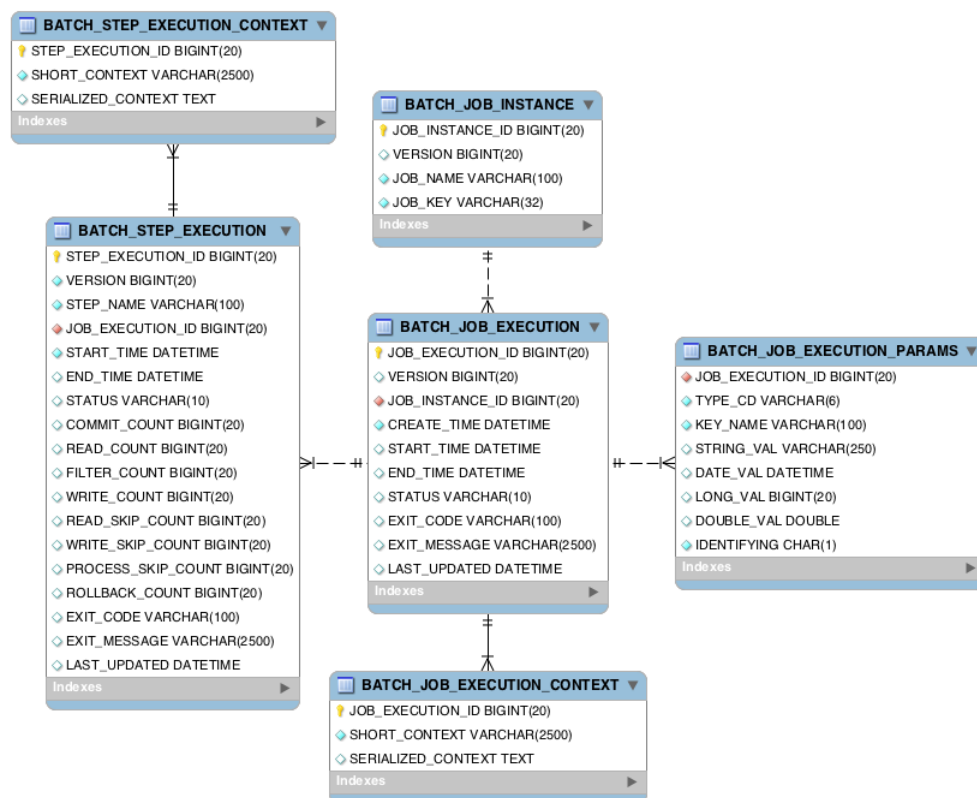 BATCH_STEP_EXECUTION_CONTEXT
STEP_EXECUTION_ID BIGINT(20)
SHORT_CONTEXT VARCHAR(2500)
SERIALIZED_CONTEXT TEXT
Indexes
BATCH_JOB_INSTANCE
JOB_INSTANCE_ID BIGINT(20)
VERSION BIGINT(20)
JOB_NAME VARCHAR(100)
JOB_KEY VARCHAR(32)
Indexes
BATCH_STEP_EXECUTION
STEP_EXECUTION_ID BIGINT(20)
VERSION BIGINT(20)
STEP_NAME VARCHAR(100)
JOB_EXECUTION_ID BIGINT(20)
START_TIME DATETIME
END_TIME DATETIME
STATUS VARCHAR(10)
COMMIT_COUNT BIGINT(20)
READ_COUNT BIGINT(20)
FILTER_COUNT BIGINT(20)
WRITE_COUNT BIGINT(20)
READ_SKIP_COUNT BIGINT(20)
WRITE_SKIP_COUNT BIGINT(20)
PROCESS_SKIP_COUNT BIGINT(20)
ROLLBACK_COUNT BIGINT(20)
EXIT_CODE VARCHAR(100)
EXIT_MESSAGE VARCHAR(2500)
LAST_UPDATED DATETIME
Indexes
BATCH_JOB_EXECUTION
JOB_EXECUTION_ID BIGINT(20)
VERSION BIGINT(20)
JOB_INSTANCE_ID BIGINT(20)
CREATE_TIME DATETIME
START_TIME DATETIME
END_TIME DATETIME
STATUS VARCHAR(10)
EXIT_CODE VARCHAR(100)
EXIT_MESSAGE VARCHAR(2500)
LAST_UPDATED DATETIME
Indexes
BATCH_JOB_EXECUTION_PARAMS
JOB_EXECUTION_ID BIGINT(20)
TYPE_CD VARCHAR(6)
KEY_NAME VARCHAR(100)
STRING_VAL VARCHAR(250)
DATE_VAL DATETIME
LONG_VAL BIGINT(20)
DOUBLE_VAL DOUBLE
IDENTIFYING CHAR(1)
Indexes
BATCH_JOB_EXECUTION_CONTEXT
JOB_EXECUTION_ID BIGINT(20)
SHORT_CONTEXT VARCHAR(2500)
SERIALIZED_CONTEXT TEXT
Indexes